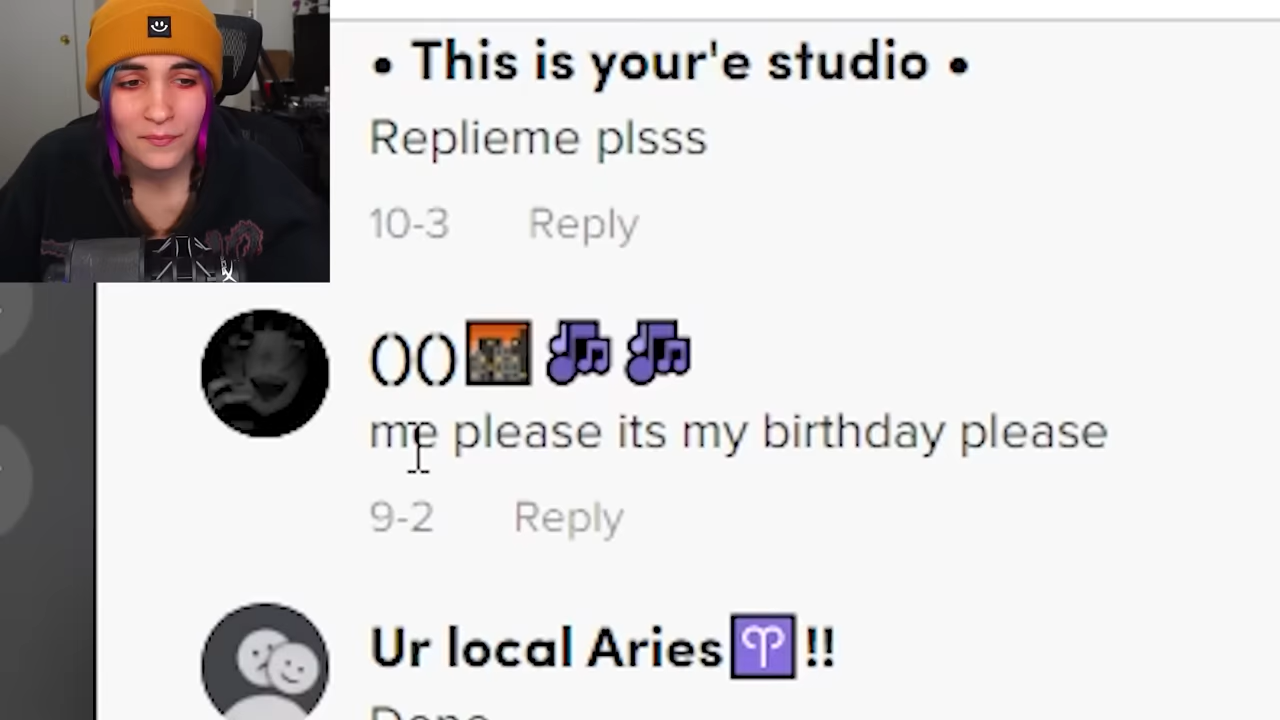 • This is your'e studio •
Replieme plsss
10-3 Reply
()()🌇🎶🎶
me please its my birthday please
9-2 Reply
Ur local Aries♈!!
Done